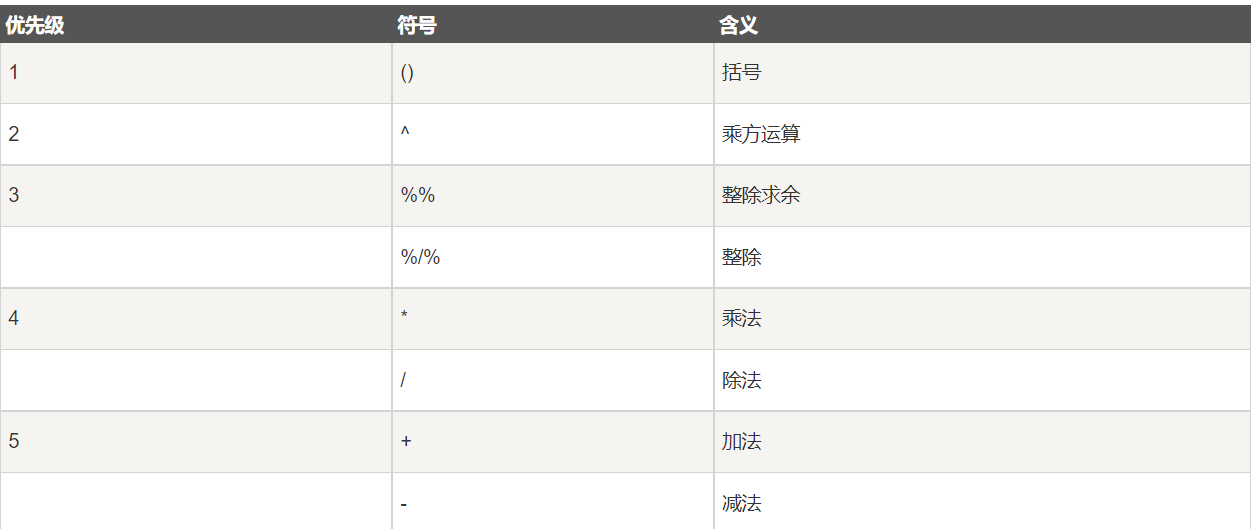 优先级 符号 含义
1 () 括号
2 ^ 乘方运算
3 %% 整除求余
%/% 整除
4 * 乘法
/ 除法
5 + 加法
- 减法